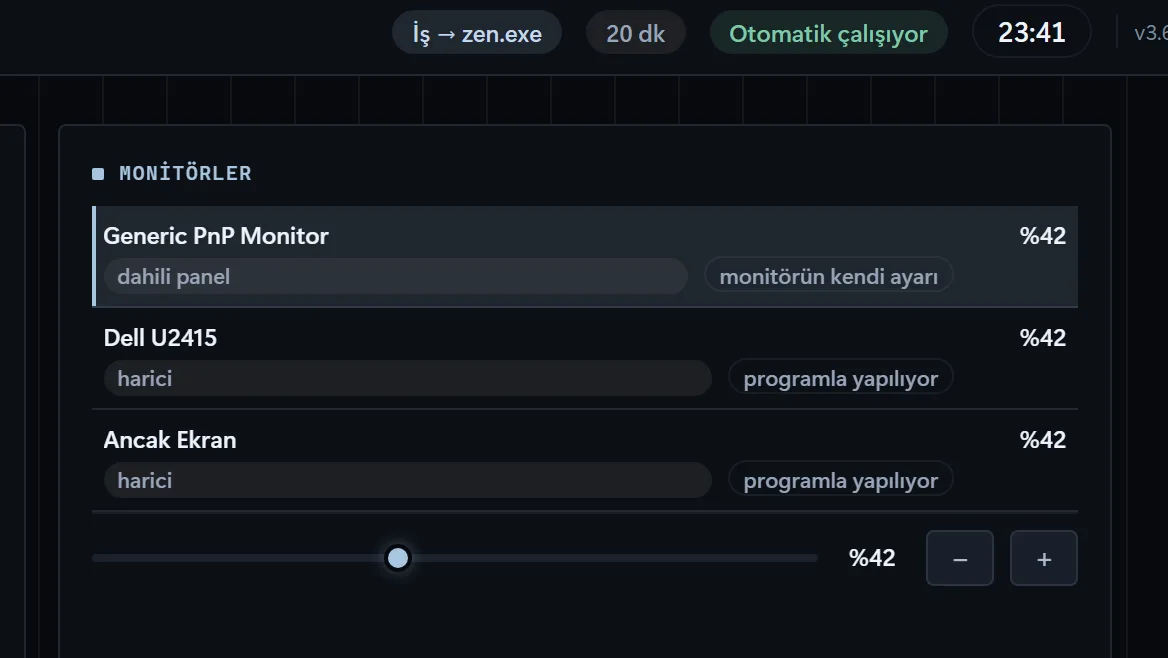 İş → zen.exe
20 dk
Otomatik çalışıyor
23:41
MONİTÖRLER
Generic PnP Monitor
%42
dahili panel
monitörün kendi ayarı
Dell U2415
%42
harici
programla yapılıyor
Ancak Ekran
%42
harici
programla yapılıyor
%42
−
+